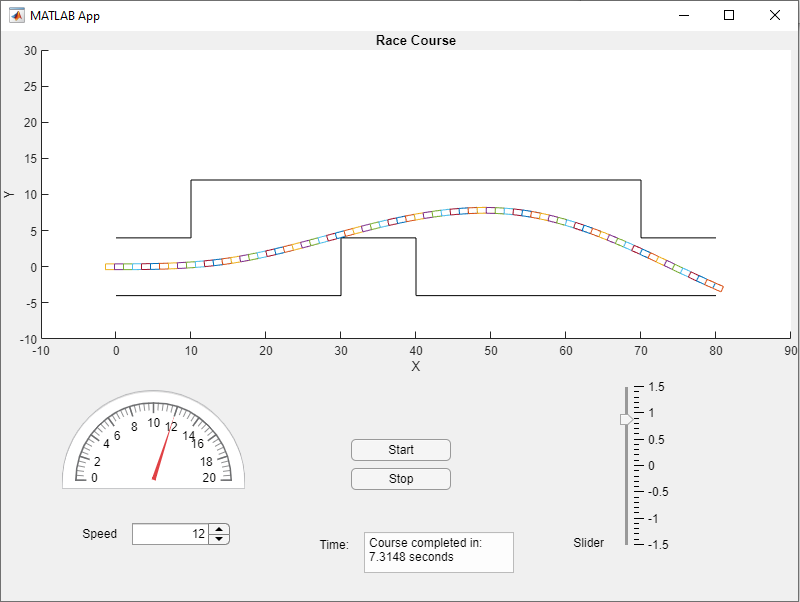 MATLAB App
Race Course
30
25
20
15
10
5
0
-5
-10
Y
-10 0 10 20 30 40 50 60 70 80 90
X
0 2 4 6 8 10 12 14 16 18 20
Speed 12
Start
Stop
Time: Course completed in:
7.3148 seconds
Slider
1.5
1
0.5
0
-0.5
-1
-1.5